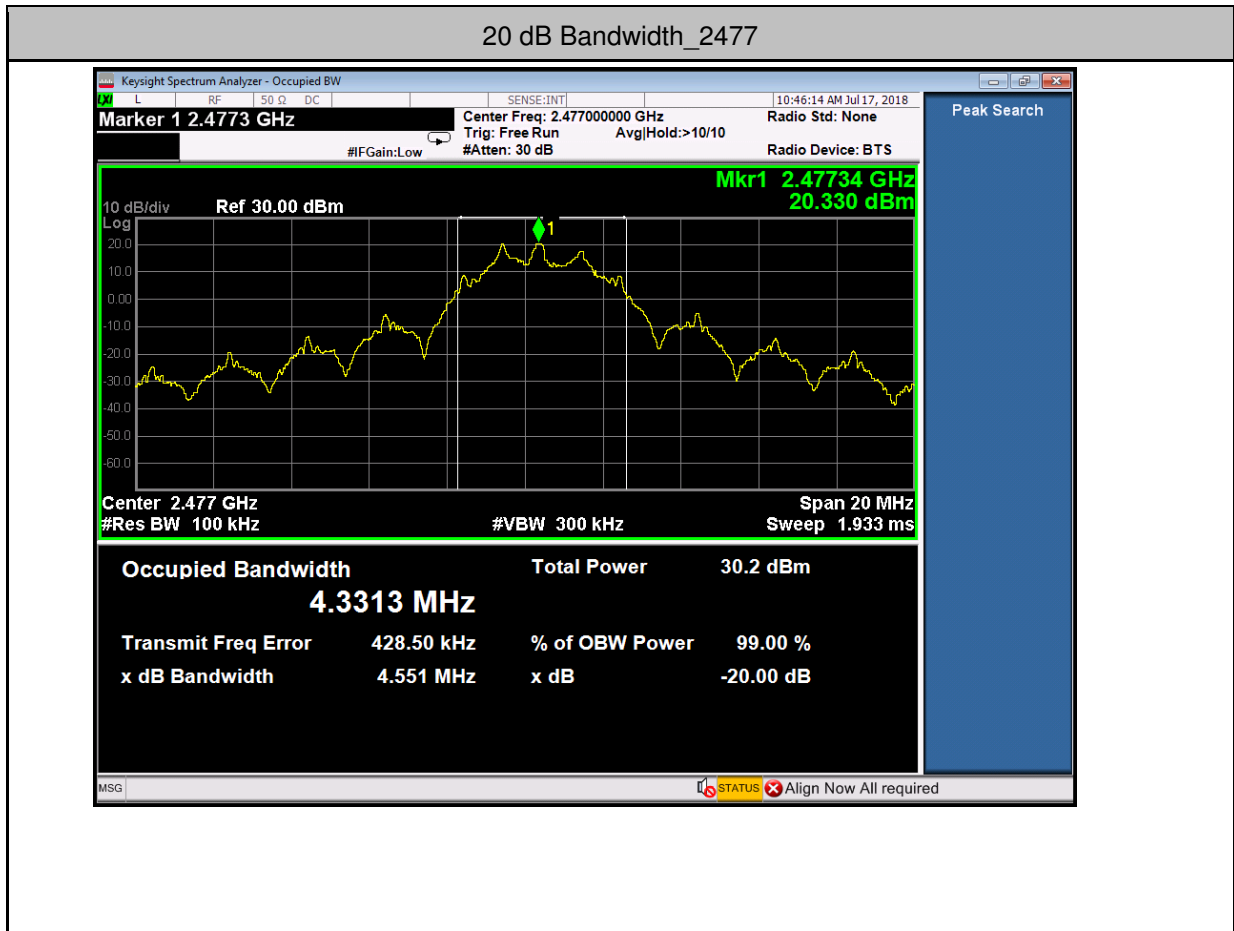 20 dB Bandwidth_2477
Keysight Spectrum Analyzer - Occupied BW
LXI L RF 50 Ω DC SENSE:INT 10:46:14 AM Jul 17, 2018
Marker 1 2.4773 GHz
Center Freq: 2.477000000 GHz
Radio Std: None
Trig: Free Run Avg|Hold:>10/10
#IFGain:Low #Atten: 30 dB Radio Device: BTS
Peak Search
Mkr1 2.47734 GHz
10 dB/div Ref 30.00 dBm 20.330 dBm
Log
1
20.0
10.0
0.00
-10.0
-20.0
-30.0
-40.0
-50.0
-60.0
Center 2.477 GHz Span 20 MHz
#Res BW 100 kHz #VBW 300 kHz Sweep 1.933 ms
Occupied Bandwidth Total Power 30.2 dBm
4.3313 MHz
Transmit Freq Error 428.50 kHz % of OBW Power 99.00 %
x dB Bandwidth 4.551 MHz x dB -20.00 dB
MSG STATUS Align Now All required